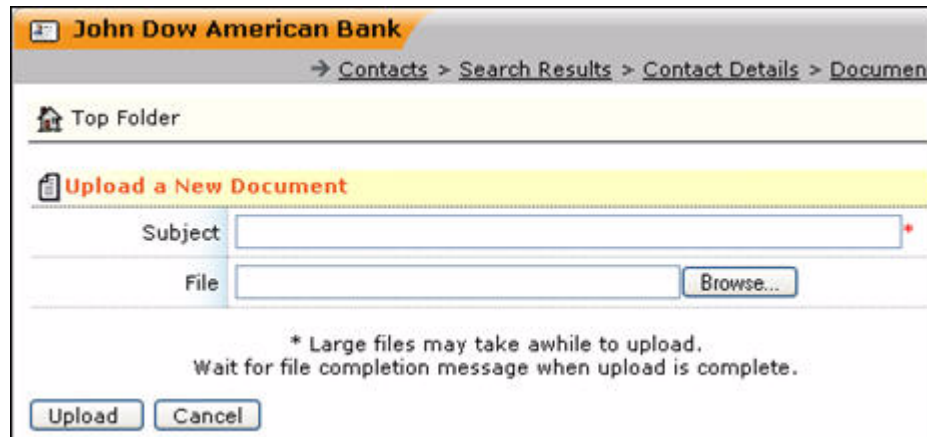 John Dow American Bank
→ Contacts > Search Results > Contact Details > Documen
Top Folder
Upload a New Document
Subject *
File Browse...
* Large files may take awhile to upload.
Wait for file completion message when upload is complete.
Upload Cancel